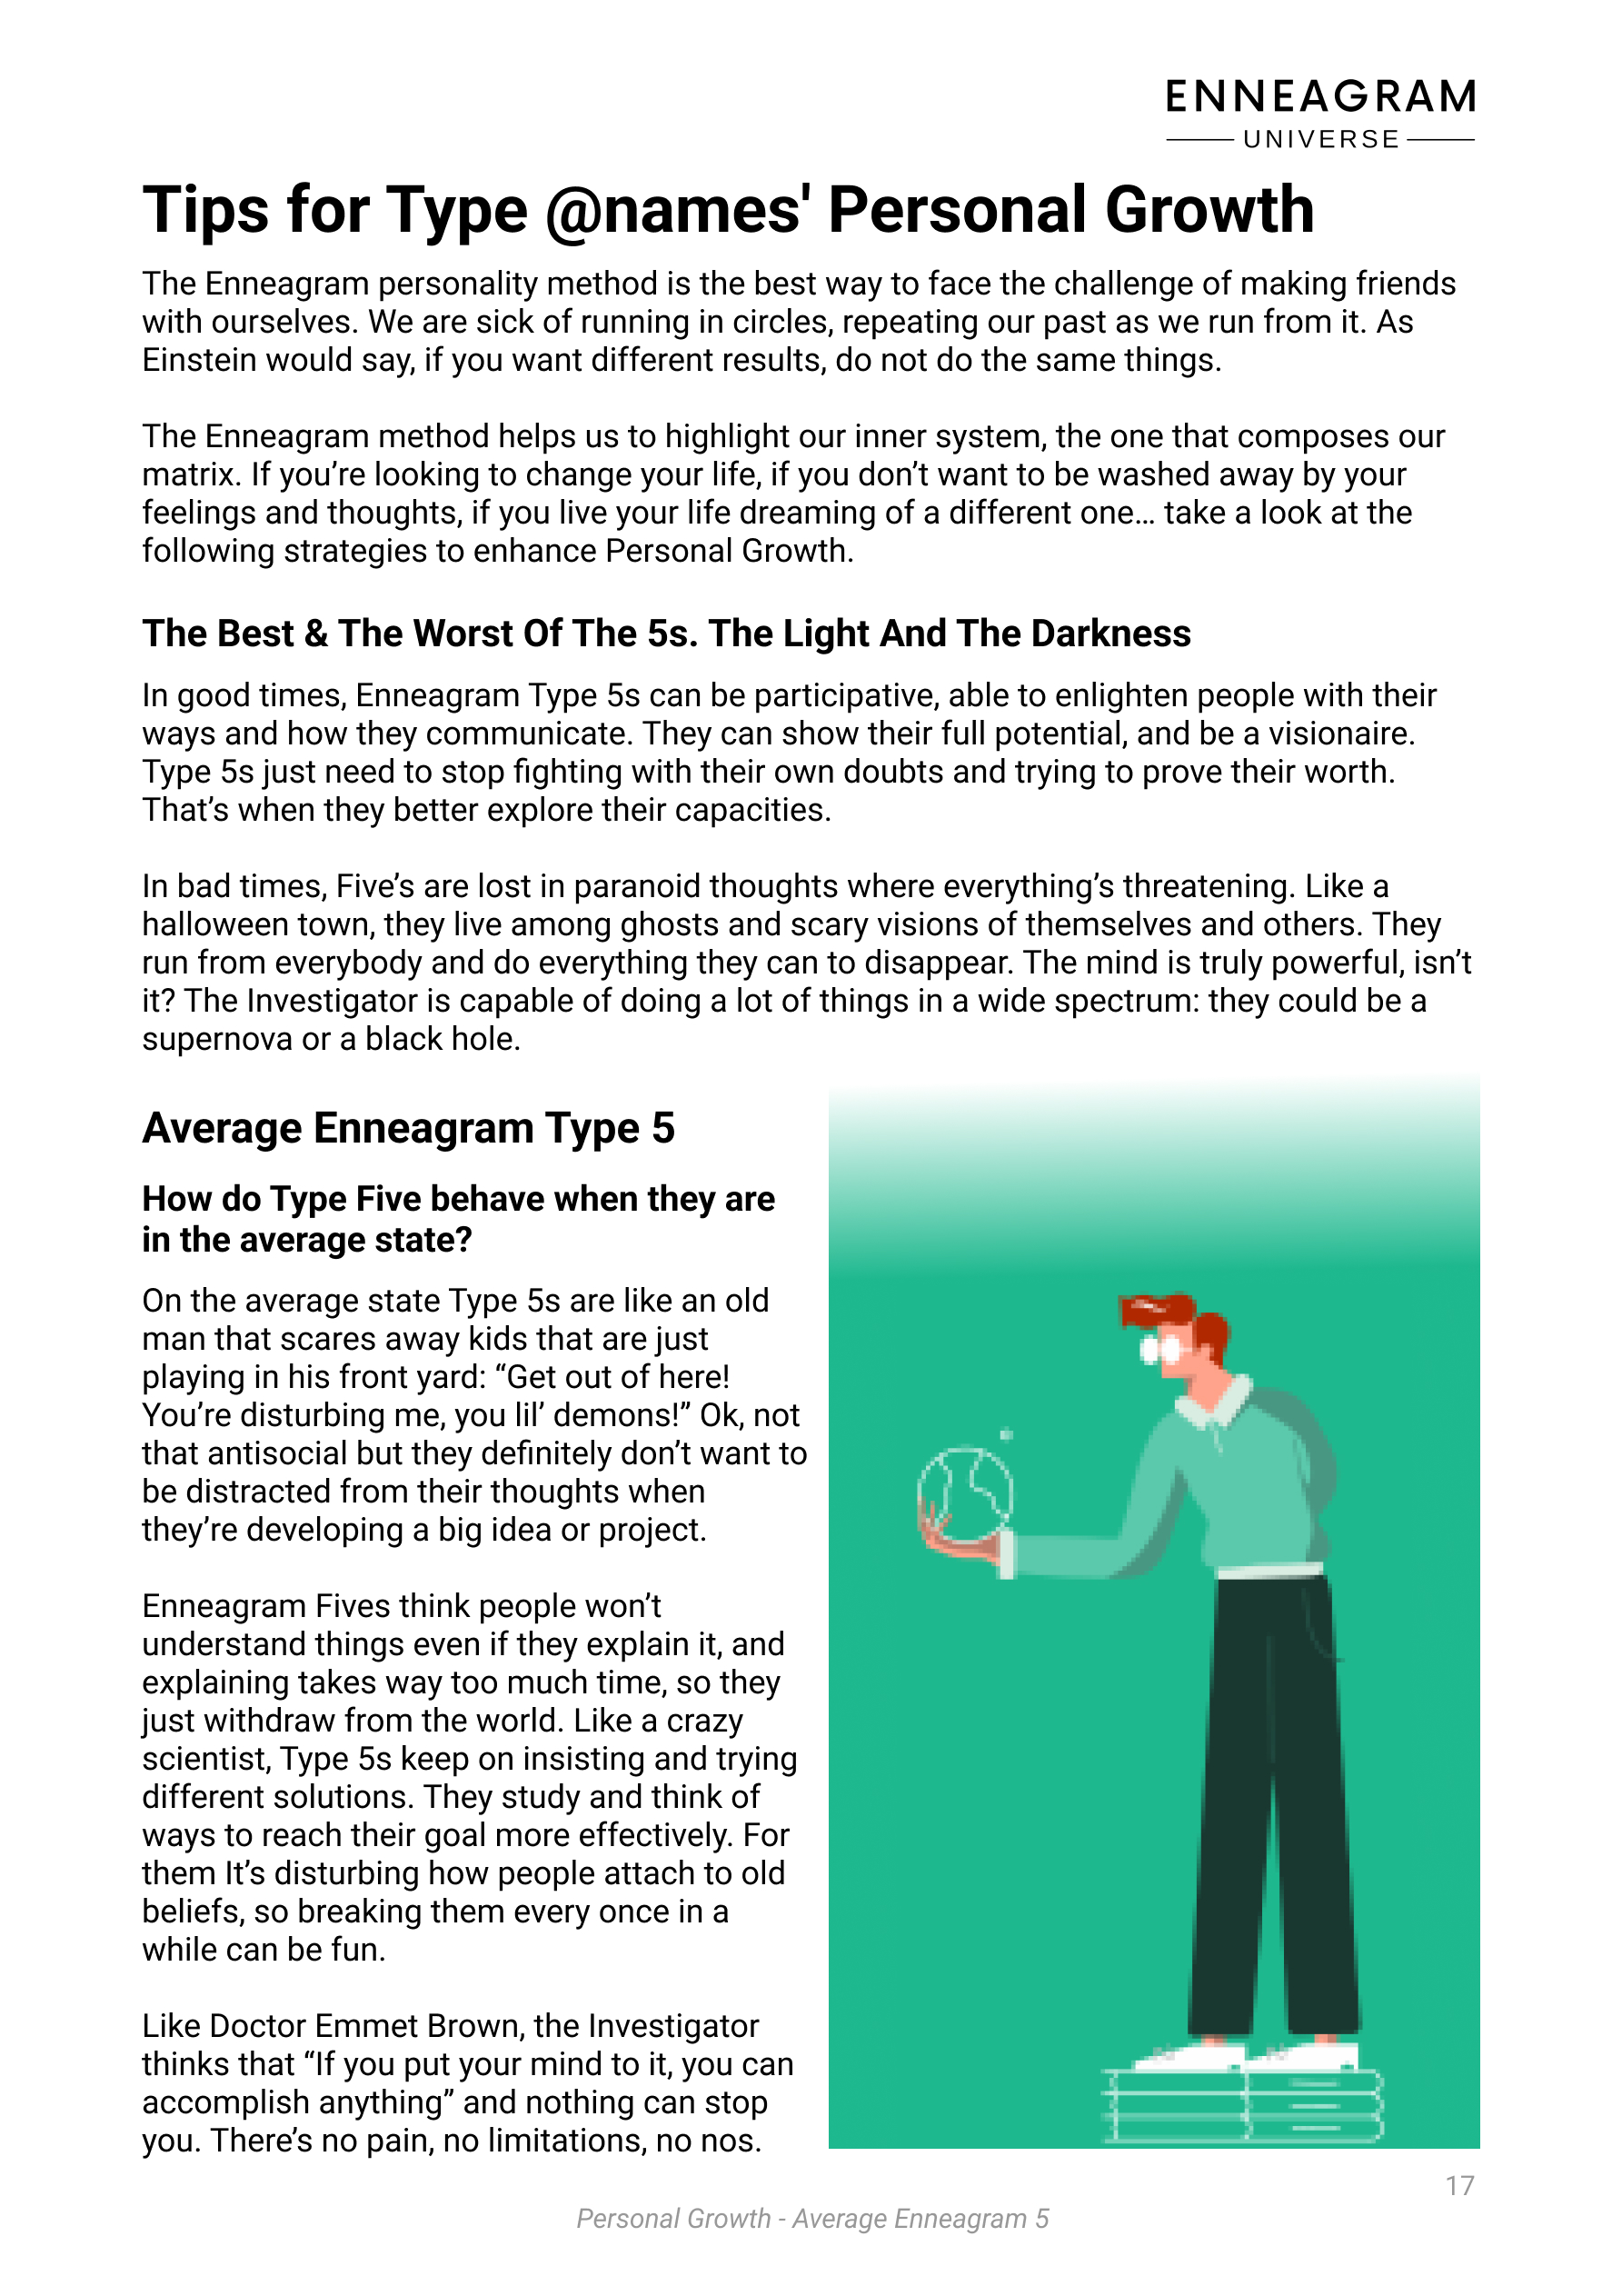 ENNEAGRAM
UNIVERSE
Tips for Type @names' Personal Growth
The Enneagram personality method is the best way to face the challenge of making friends
with ourselves. We are sick of running in circles, repeating our past as we run from it. As
Einstein would say, if you want different results, do not do the same things.
The Enneagram method helps us to highlight our inner system, the one that composes our
matrix. If you’re looking to change your life, if you don’t want to be washed away by your
feelings and thoughts, if you live your life dreaming of a different one… take a look at the
following strategies to enhance Personal Growth.
The Best & The Worst Of The 5s. The Light And The Darkness
In good times, Enneagram Type 5s can be participative, able to enlighten people with their
ways and how they communicate. They can show their full potential, and be a visionaire.
Type 5s just need to stop fighting with their own doubts and trying to prove their worth.
That’s when they better explore their capacities.
In bad times, Five’s are lost in paranoid thoughts where everything’s threatening. Like a
halloween town, they live among ghosts and scary visions of themselves and others. They
run from everybody and do everything they can to disappear. The mind is truly powerful, isn’t
it? The Investigator is capable of doing a lot of things in a wide spectrum: they could be a
supernova or a black hole.
Average Enneagram Type 5
How do Type Five behave when they are
in the average state?
On the average state Type 5s are like an old
man that scares away kids that are just
playing in his front yard: “Get out of here!
You’re disturbing me, you lil’ demons!” Ok, not
that antisocial but they definitely don’t want to
be distracted from their thoughts when
they’re developing a big idea or project.
Enneagram Fives think people won’t
understand things even if they explain it, and
explaining takes way too much time, so they
just withdraw from the world. Like a crazy
scientist, Type 5s keep on insisting and trying
different solutions. They study and think of
ways to reach their goal more effectively. For
them It’s disturbing how people attach to old
beliefs, so breaking them every once in a
while can be fun.
Like Doctor Emmet Brown, the Investigator
thinks that “If you put your mind to it, you can
accomplish anything” and nothing can stop
you. There’s no pain, no limitations, no nos.
17
Personal Growth - Average Enneagram 5